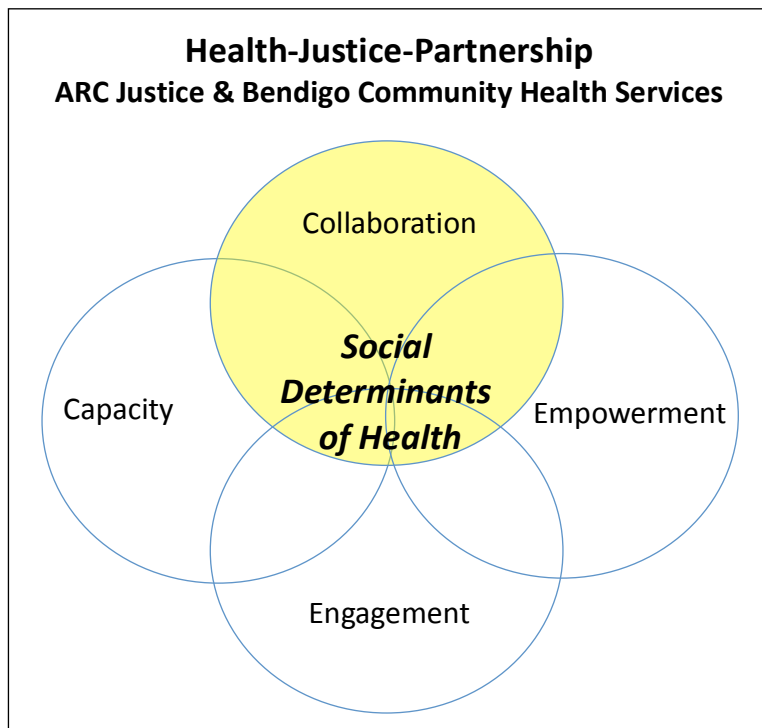 Health-Justice-Partnership
ARC Justice & Bendigo Community Health Services
Collaboration
Social
Determinants
of Health
Capacity
Empowerment
Engagement